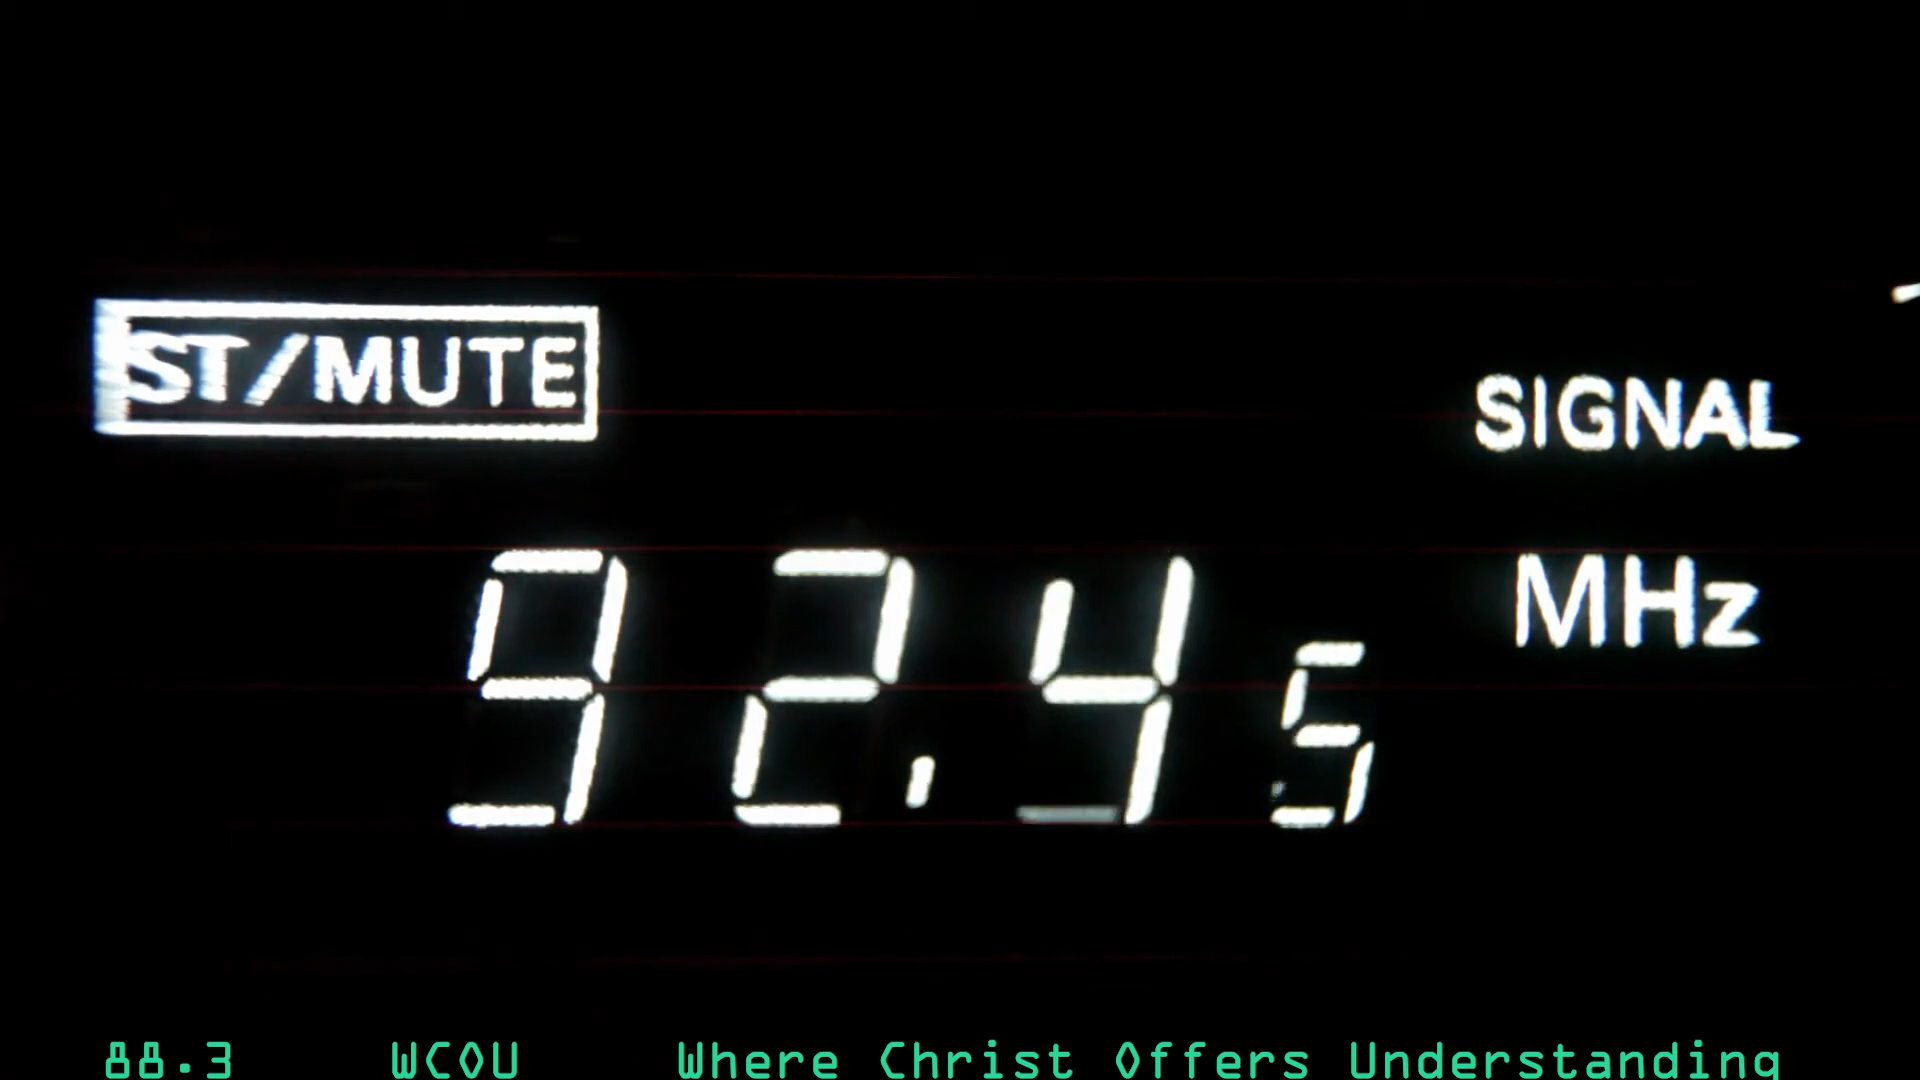 ST/MUTE
SIGNAL
MHz
92.45
88.3 WCOU Where Christ Offers Understanding